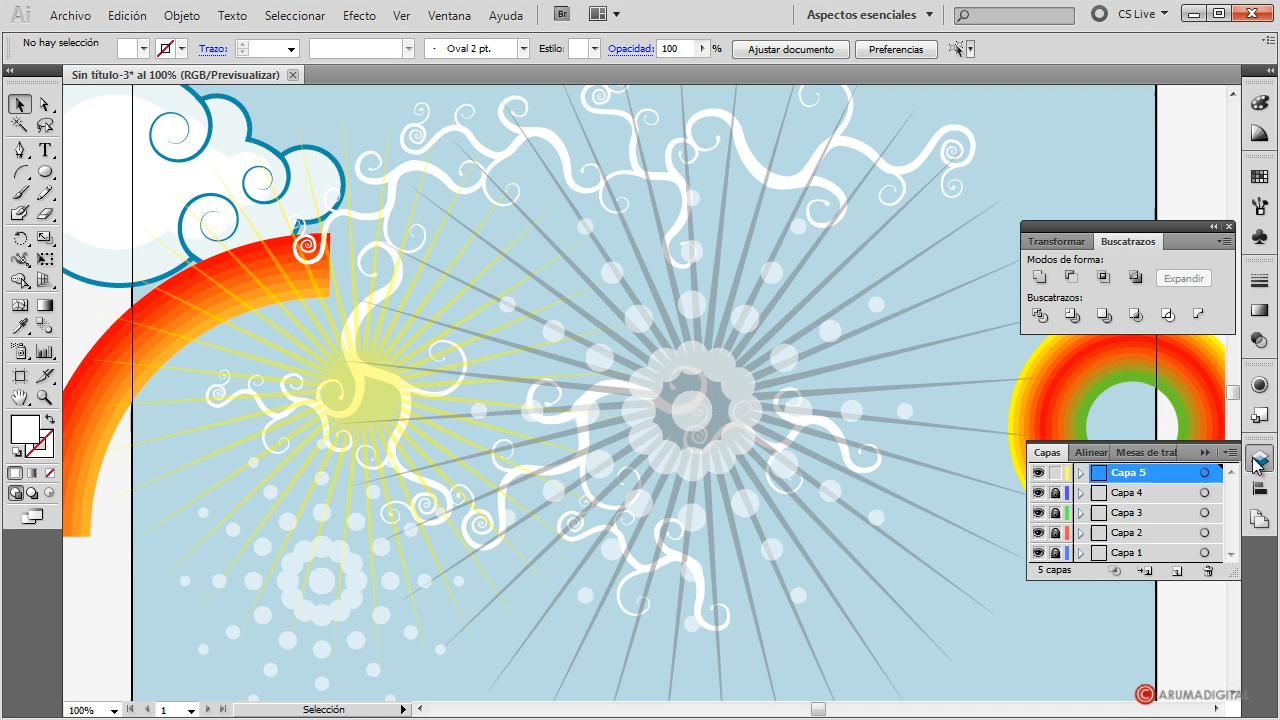 Ai Archivo Edición Objeto Texto Seleccionar Efecto Ver Ventana Ayuda Br Aspectos esenciales CS Live
No hay selección Trazo: Oval 2 pt. Estilo: Opacidad: 100 % Ajustar documento Preferencias
Sin título-3* al 100% (RGB/Previsualizar)
Transformar Buscatrazos
Modos de forma:
Expandir
Buscatrazos:
Capas Alinear Mesas de tral
Capa 5
Capa 4
Capa 3
Capa 2
Capa 1
5 capas
C ARUMADIGITAL
100% 1 Selección